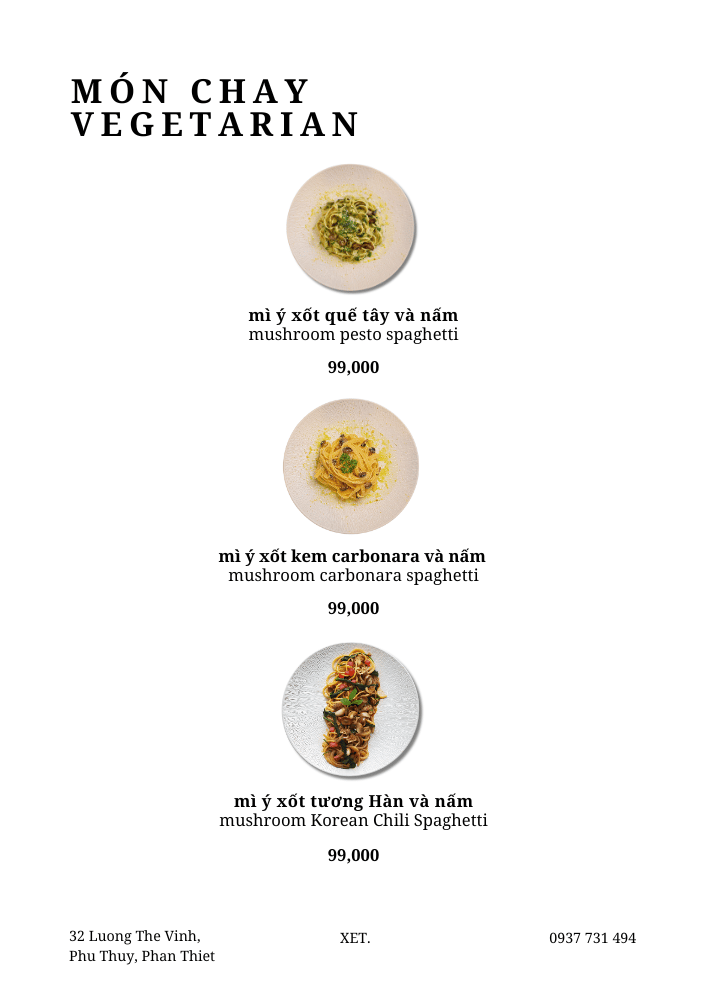 MÓN CHAY
VEGETARIAN
mì ý xốt quế tây và nấm
mushroom pesto spaghetti
99,000
mì ý xốt kem carbonara và nấm
mushroom carbonara spaghetti
99,000
mì ý xốt tương Hàn và nấm
mushroom Korean Chili Spaghetti
99,000
32 Luong The Vinh,
Phu Thuy, Phan Thiet
XET.
0937 731 494